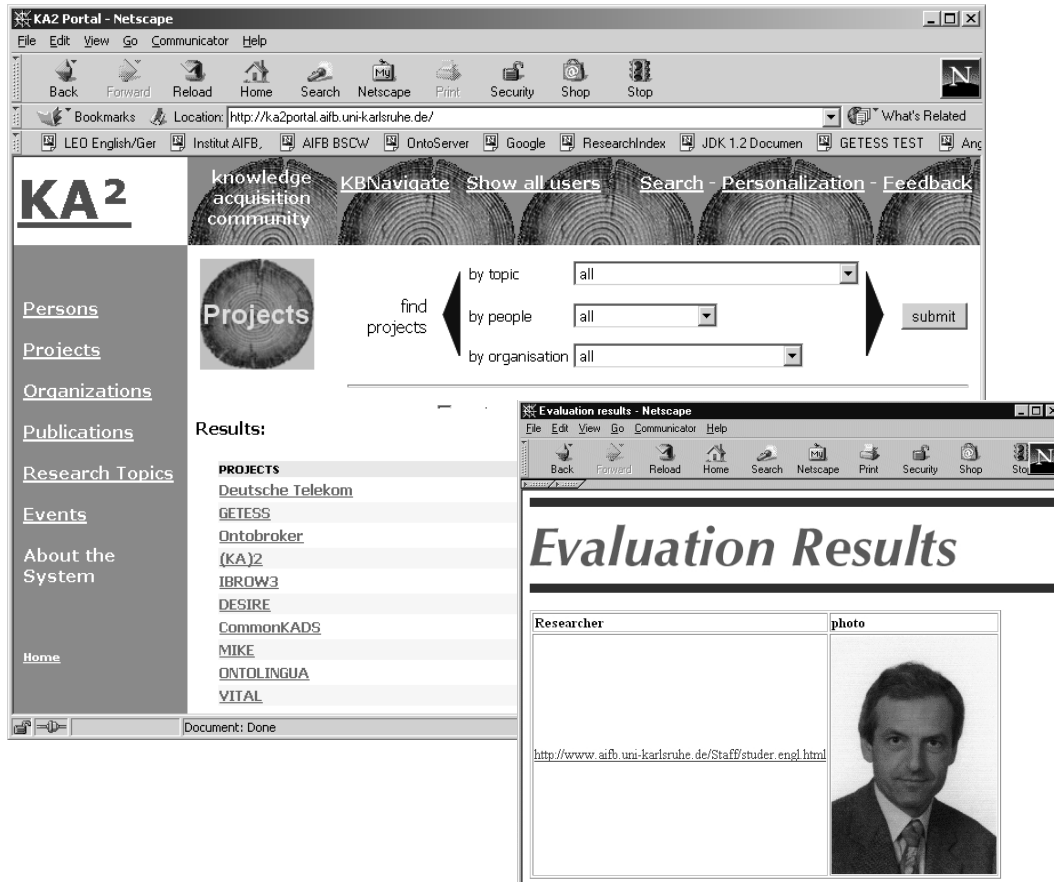 KA2 Portal - Netscape
File Edit View Go Communicator Help
Back Forward Reload Home Search Netscape Print Security Shop Stop
My
N
Bookmarks Location: http://ka2portal.aifb.uni-karlsruhe.de/ What's Related
LEO English/Ger Institut AIFB, AIFB BSCW OntoServer Google ResearchIndex JDK 1.2 Documen GETESS TEST Ang
KA²
knowledge
acquisition
community
KBNavigate Show all users Search - Personalization - Feedback
Persons
Projects
Organizations
Publications
Research Topics
Events
About the
System
Home
Projects
find
projects
by topic all
by people all
by organisation all
submit
Results:
PROJECTS
Deutsche Telekom
GETESS
Ontobroker
(KA)2
IBROW3
DESIRE
CommonKADS
MIKE
ONTOLINGUA
VITAL
Document: Done
Evaluation results - Netscape
File Edit View Go Communicator Help
Back Forward Reload Home Search Netscape Print Security Shop Stop
My
N
Evaluation Results
Researcher photo
http://www.aifb.uni-karlsruhe.de/Staff/studer.engl.html